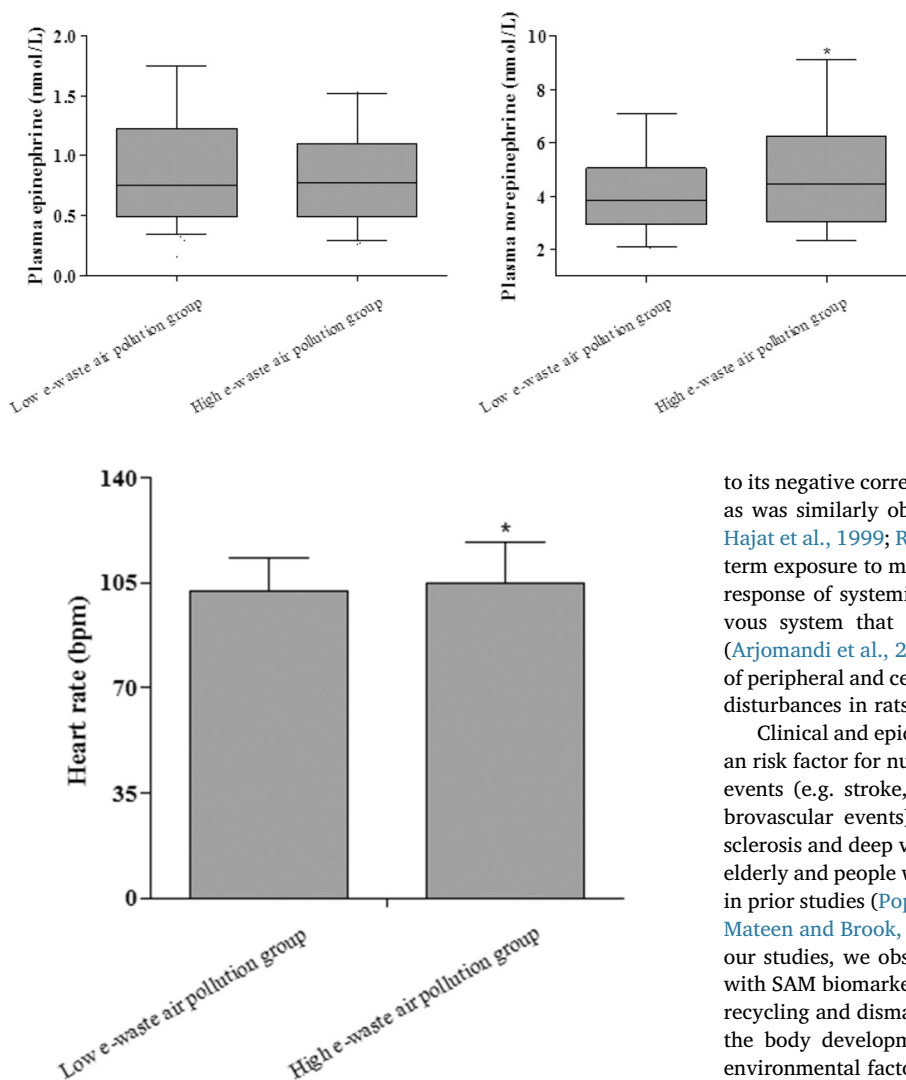 Plasma epinephrine (nmol/L)
2.0
1.5
1.0
0.5
0.0
Low e-waste air pollution group
High e-waste air pollution group
Plasma norepinephrine (nmol/L)
10
8
6
4
2
*
Low e-waste air pollution group
High e-waste air pollution group
Heart rate (bpm)
140
105
70
35
0
*
Low e-waste air pollution group
High e-waste air pollution group
to its negative corre
as was similarly ob
Hajat et al., 1999; R
term exposure to m
response of systemi
vous system that
(Arjomandi et al., 2
of peripheral and ce
disturbances in rats
Clinical and epid
an risk factor for nu
events (e.g. stroke,
brovascular events)
sclerosis and deep v
elderly and people w
in prior studies (Pop
Mateen and Brook,
our studies, we obs
with SAM biomarke
recycling and disma
the body developm
environmental facto